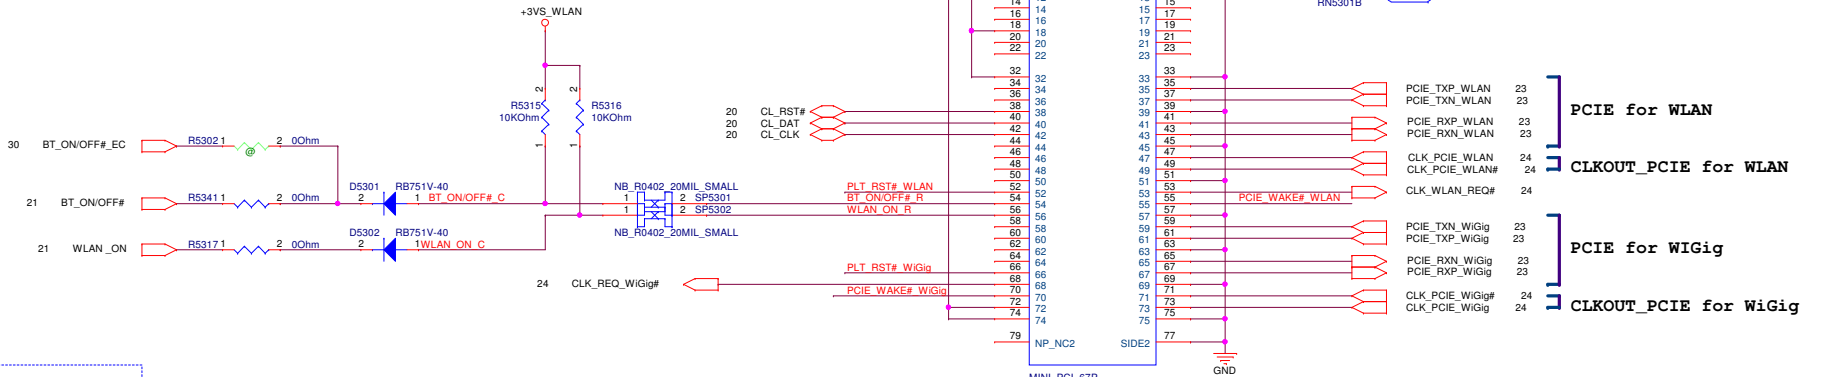 +3VS_WLAN
RN5301B
14 14 15 15
16 16 17 17
18 18 19 19
20 20 21 21
22 22 23 23
32 32 33 33
34 34 35 35 PCIE_TXP_WLAN 23
36 36 37 37 PCIE_TXN_WLAN 23
PCIE for WLAN
R5315 10KOhm 2 1
R5316 10KOhm 2 1
20 CL_RST# 38 38 39 39
20 CL_DAT 40 40 41 41 PCIE_RXP_WLAN 23
20 CL_CLK 42 42 43 43 PCIE_RXN_WLAN 23
30 BT_ON/OFF#_EC R5302 1 2 0Ohm
@
44 44 45 45
46 46 47 47 CLK_PCIE_WLAN 24
48 48 49 49 CLK_PCIE_WLAN# 24
CLKOUT_PCIE for WLAN
50 50 51 51
D5301 RB751V-40
NB_R0402_20MIL_SMALL
PLT_RST#_WLAN 52 52 53 53 CLK_WLAN_REQ# 24
21 BT_ON/OFF# R5341 1 2 0Ohm 2 1 BT_ON/OFF#_C 1 2 SP5301 BT_ON/OFF#_R 54 54 55 55 PCIE_WAKE#_WLAN
1 2 SP5302 WLAN_ON_R 56 56 57 57
NB_R0402_20MIL_SMALL
58 58 59 59 PCIE_TXN_WiGig 23
D5302 RB751V-40
60 60 61 61 PCIE_TXP_WiGig 23
21 WLAN_ON R5317 1 2 0Ohm 2 1 WLAN_ON_C
62 62 63 63
PCIE for WIGig
64 64 65 65 PCIE_RXN_WiGig 23
PLT_RST#_WiGig 66 66 67 67 PCIE_RXP_WiGig 23
24 CLK_REQ_WiGig# 68 68 69 69
PCIE_WAKE#_WiGig 70 70 71 71 CLK_PCIE_WiGig# 24
72 72 73 73 CLK_PCIE_WiGig 24
CLKOUT_PCIE for WiGig
74 74 75 75
79 NP_NC2 SIDE2 77
GND